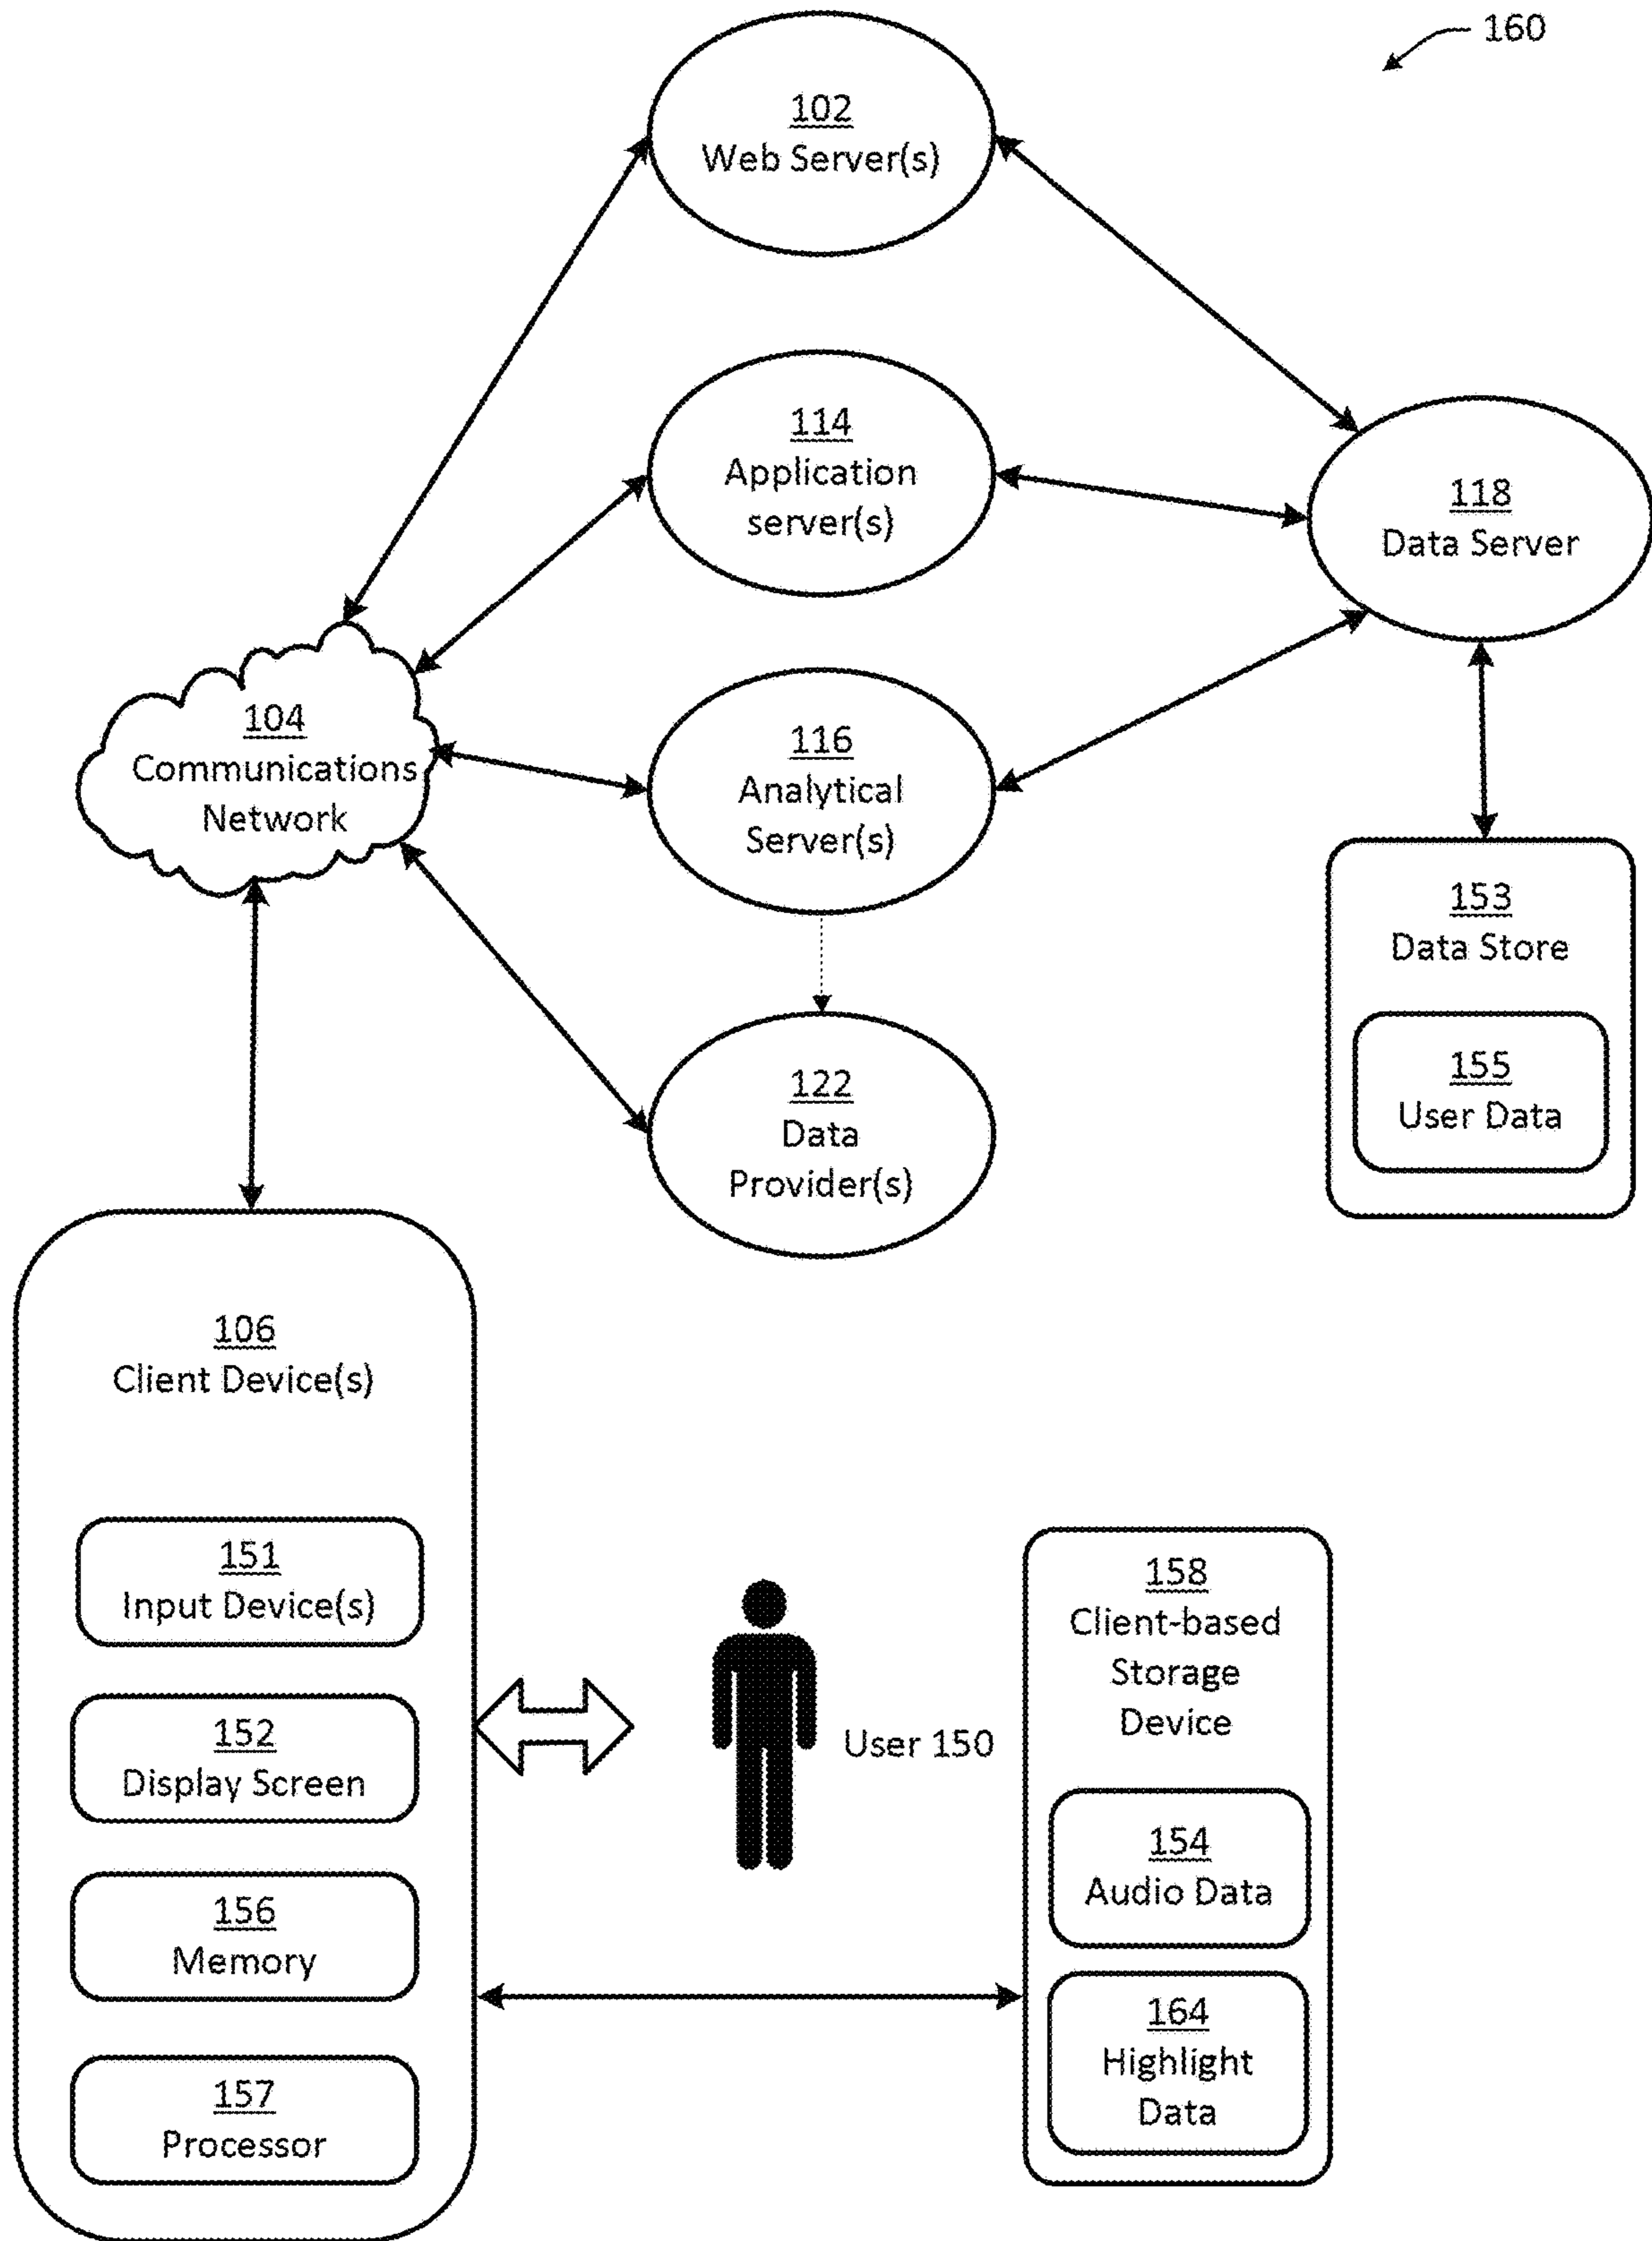 160
102
Web Server(s)
114
Application
server(s)
118
Data Server
104
Communications
Network
116
Analytical
Server(s)
153
Data Store
155
User Data
122
Data
Provider(s)
106
Client Device(s)
151
Input Device(s)
152
Display Screen
156
Memory
157
Processor
User 150
158
Client-based
Storage
Device
154
Audio Data
164
Highlight
Data